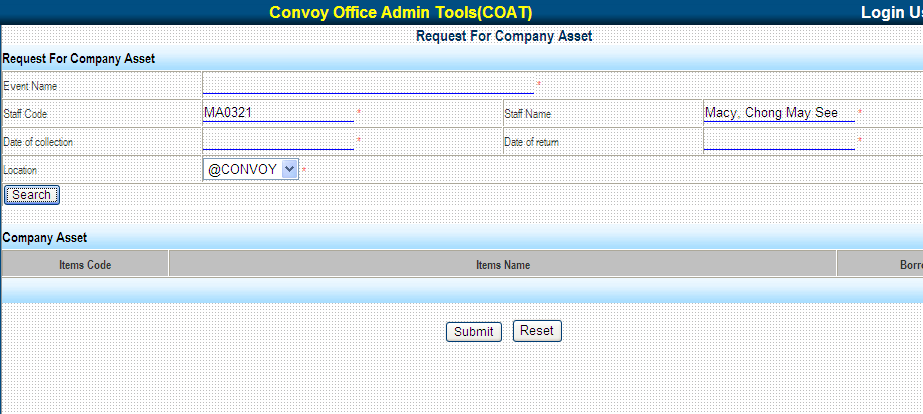 Convoy Office Admin Tools(COAT) Login U
Request For Company Asset
Request For Company Asset
Event Name *
Staff Code MA0321 * Staff Name Macy, Chong May See *
Date of collection * Date of return *
Location @CONVOY *
Search
Company Asset
Items Code Items Name Borr
Submit Reset